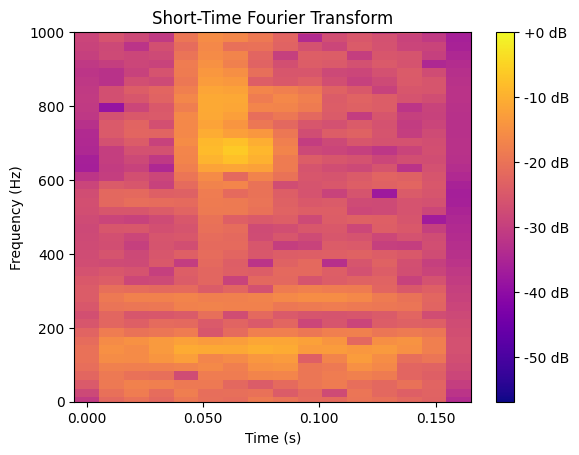 Short-Time Fourier Transform
1000
800
600
400
200
0
Frequency (Hz)
0.000
0.050
0.100
0.150
Time (s)
+0 dB
-10 dB
-20 dB
-30 dB
-40 dB
-50 dB